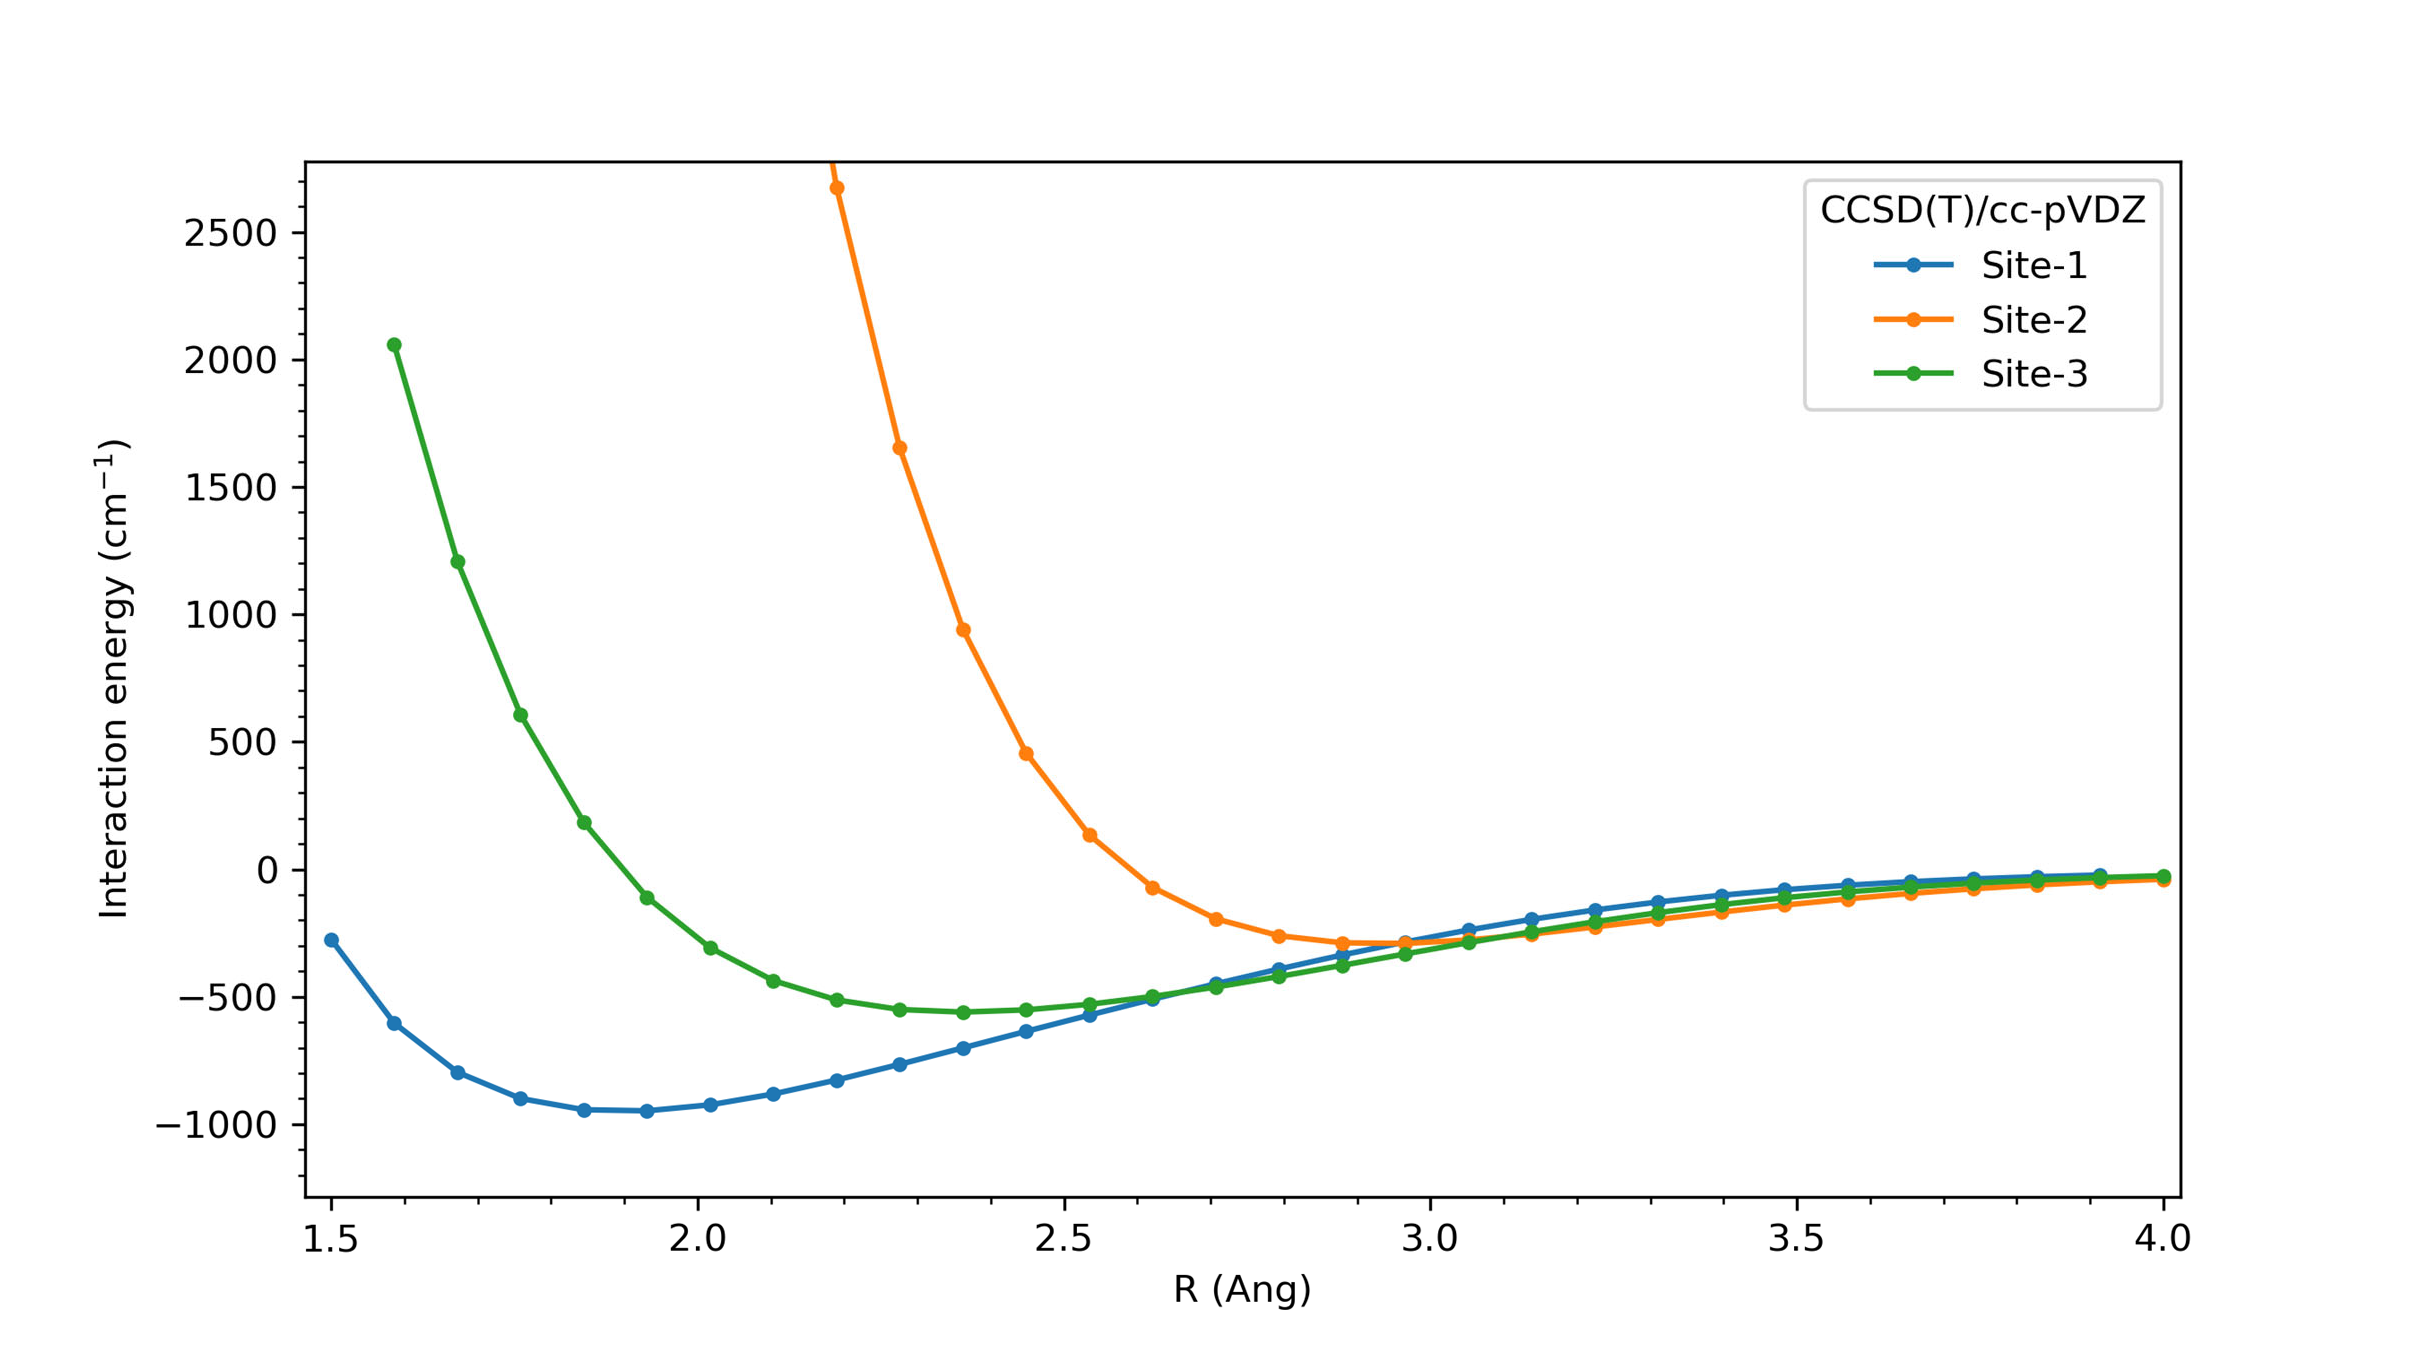 CCSD(T)/cc-pVDZ
Site-1
Site-2
Site-3
2500
2000
1500
1000
500
0
−500
−1000
Interaction energy (cm⁻¹)
1.5 2.0 2.5 3.0 3.5 4.0
R (Ang)